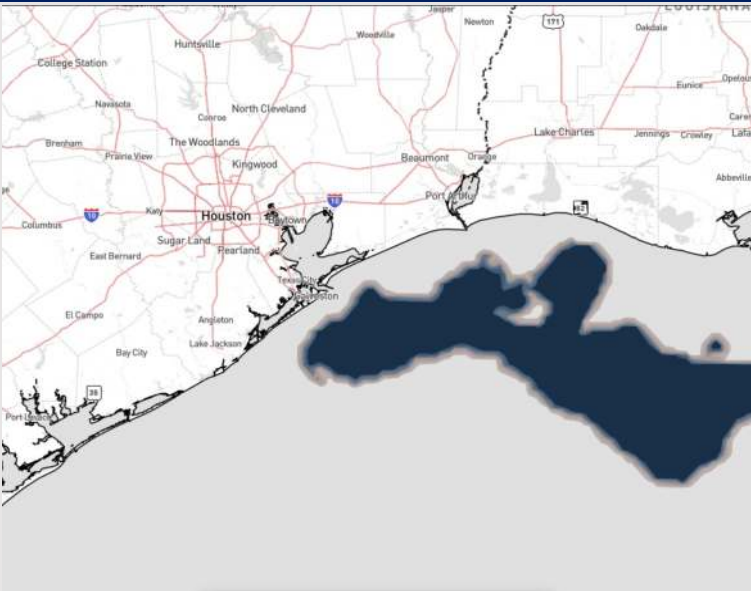 LOUISIANA
Jasper
Newton
171
Oakdale
Woodville
Huntsville
College Station
Eunice
Opelous
Navasota
North Cleveland
Conroe
Lake Charles
Jennings
Crowley
Lafa
The Woodlands
Brenham
Prairie View
Kingwood
Beaumont
Orange
Abbeville
Port Arthur
10
Katy
10
Houston
Baytown
Columbus
Sugar Land
Pearland
East Bernard
Texas City
Galveston
El Campo
Angleton
Lake Jackson
Bay City
35
Port Lavaca